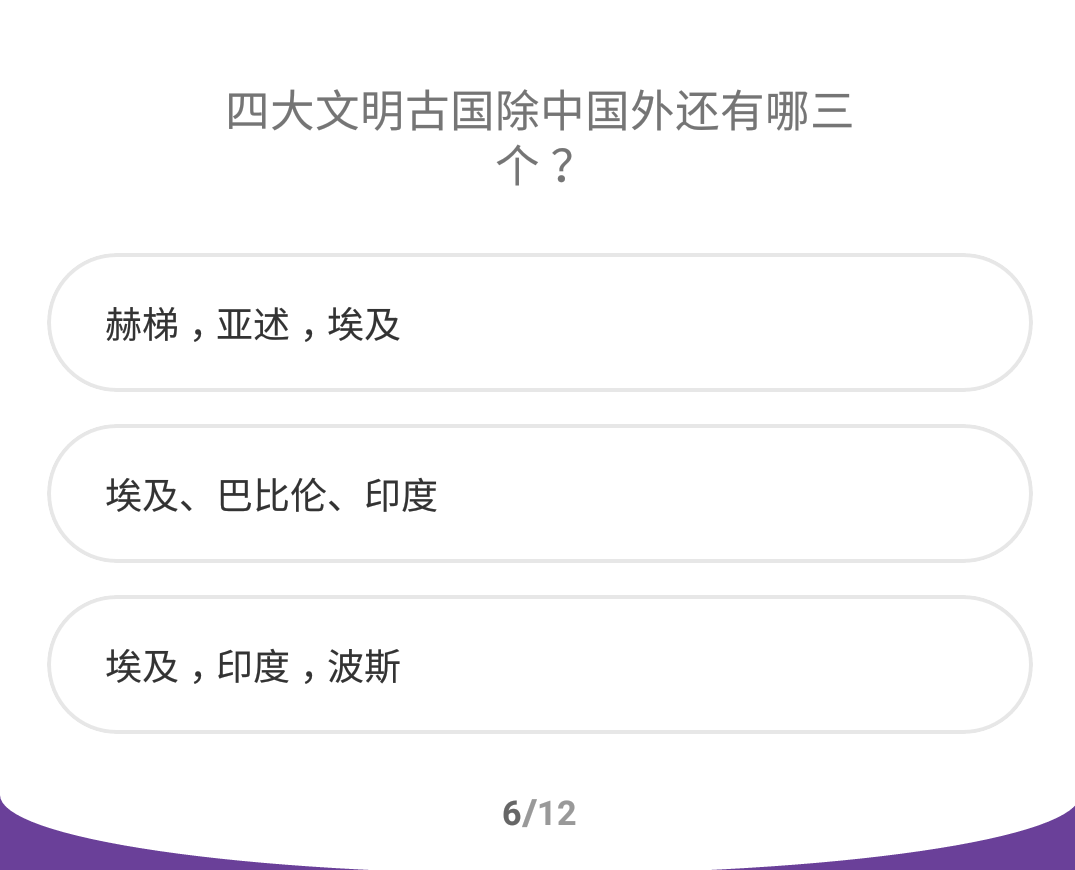 四大文明古国除中国外还有哪三
个？
赫梯，亚述，埃及
埃及、巴比伦、印度
埃及，印度，波斯
6/12